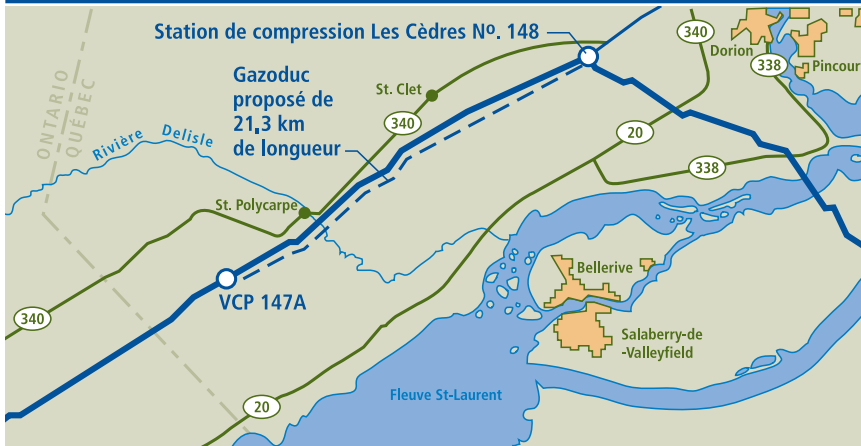 Station de compression Les Cèdres Nº. 148
340
Dorion
Pincour
338
Gazoduc
proposé de
21,3 km
de longueur
St. Clet
340
20
338
ONTARIO
QUÉBEC
Rivière Delisle
St. Polycarpe
VCP 147A
340
Bellerive
Salaberry-de
-Valleyfield
Fleuve St-Laurent
20